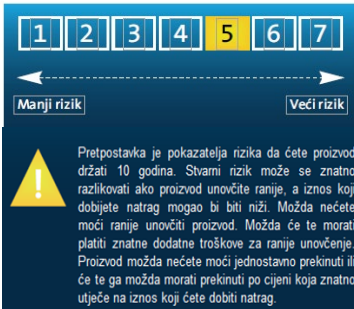 1 2 3 4 5 6 7
Manji rizik Veći rizik
Pretpostavka je pokazatelja rizika da ćete proizvod
držati 10 godina. Stvarni rizik može se znatno
razlikovati ako proizvod unovčite ranije, a iznos koji
dobijete natrag mogao bi biti niži. Možda nećete
moći ranije unovčiti proizvod. Možda će te morati
platiti znatne dodatne troškove za ranije unovčenje.
Proizvod možda nećete moći jednostavno prekinuti ili
će te ga možda morati prekinuti po cijeni koja znatno
utječe na iznos koji ćete dobiti natrag.